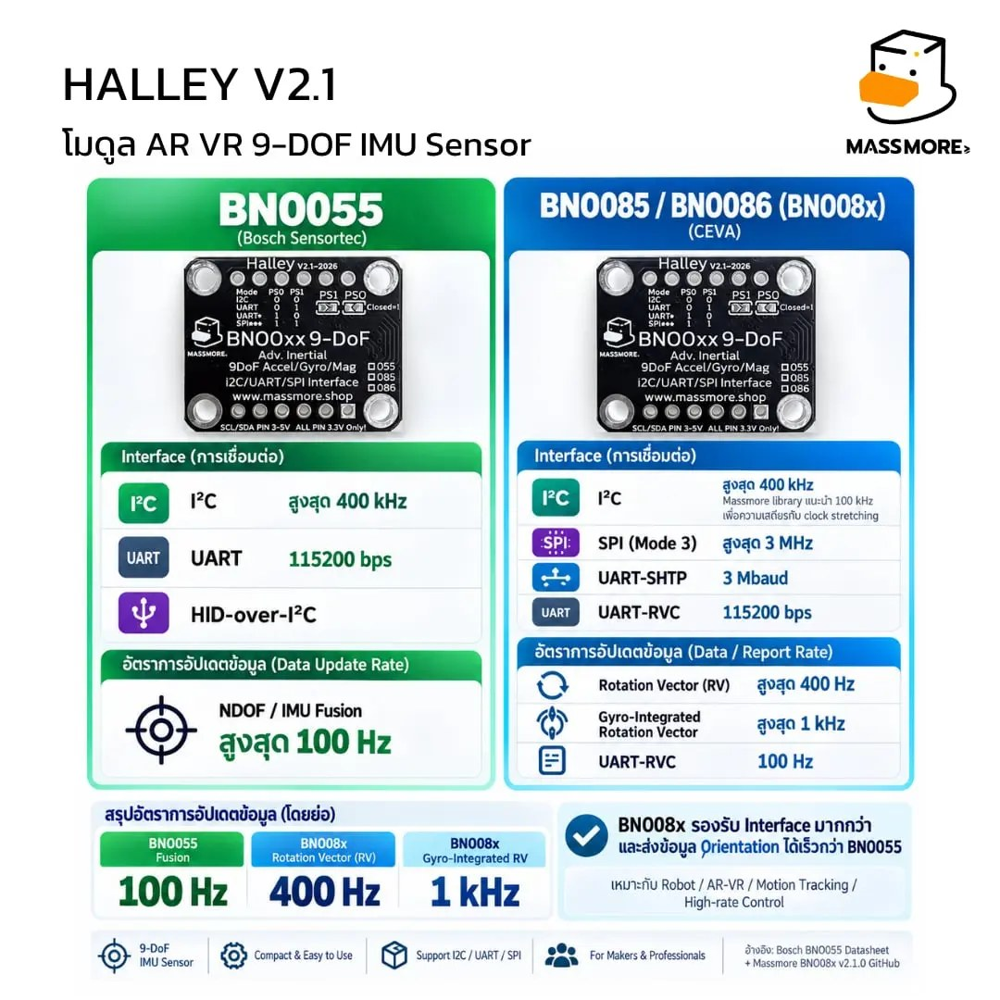 HALLEY V2.1
โมดูล AR VR 9-DOF IMU Sensor
MASSMORE
BNO055
(Bosch Sensortec)
Halley V2.1-2026
Mode PS0 PS1
I2C 0 0
UART 0 1
UART* 1 0
SPI*** 1 1
PS1 PS0
Closed=1
MASSMORE.
BNO0xx 9-DoF
Adv. Inertial
9DoF Accel/Gyro/Mag
i2C/UART/SPI Interface
www.massmore.shop
055
085
086
SCL/SDA PIN 3-5V ALL PIN 3.3V Only!
Interface (การเชื่อมต่อ)
I²C I²C สูงสุด 400 kHz
UART UART 115200 bps
HID-over-I²C
อัตราการอัปเดตข้อมูล (Data Update Rate)
NDOF / IMU Fusion
สูงสุด 100 Hz
BNO085 / BNO086 (BNO08x)
(CEVA)
Halley V2.1-2026
Mode PS0 PS1
I2C 0 0
UART 0 1
UART* 1 0
SPI*** 1 1
PS1 PS0
Closed=1
MASSMORE.
BNO0xx 9-DoF
Adv. Inertial
9DoF Accel/Gyro/Mag
i2C/UART/SPI Interface
www.massmore.shop
055
085
086
SCL/SDA PIN 3-5V ALL PIN 3.3V Only!
Interface (การเชื่อมต่อ)
I²C I²C สูงสุด 400 kHz
Massmore library แนะนำ 100 kHz
เพื่อความเสถียรกับ clock stretching
SPI SPI (Mode 3) สูงสุด 3 MHz
UART-SHTP 3 Mbaud
UART UART-RVC 115200 bps
อัตราการอัปเดตข้อมูล (Data / Report Rate)
Rotation Vector (RV) สูงสุด 400 Hz
Gyro-Integrated
Rotation Vector สูงสุด 1 kHz
UART-RVC 100 Hz
สรุปอัตราการอัปเดตข้อมูล (โดยย่อ)
BNO055
Fusion
100 Hz
BNO08x
Rotation Vector (RV)
400 Hz
BNO08x
Gyro-Integrated RV
1 kHz
BNO08x รองรับ Interface มากกว่า
และส่งข้อมูล Orientation ได้เร็วกว่า BNO055
เหมาะกับ Robot / AR-VR / Motion Tracking /
High-rate Control
9-DoF
IMU Sensor
Compact & Easy to Use
Support I2C / UART / SPI
For Makers & Professionals
อ้างอิง: Bosch BNO055 Datasheet
+ Massmore BNO08x v2.1.0 GitHub